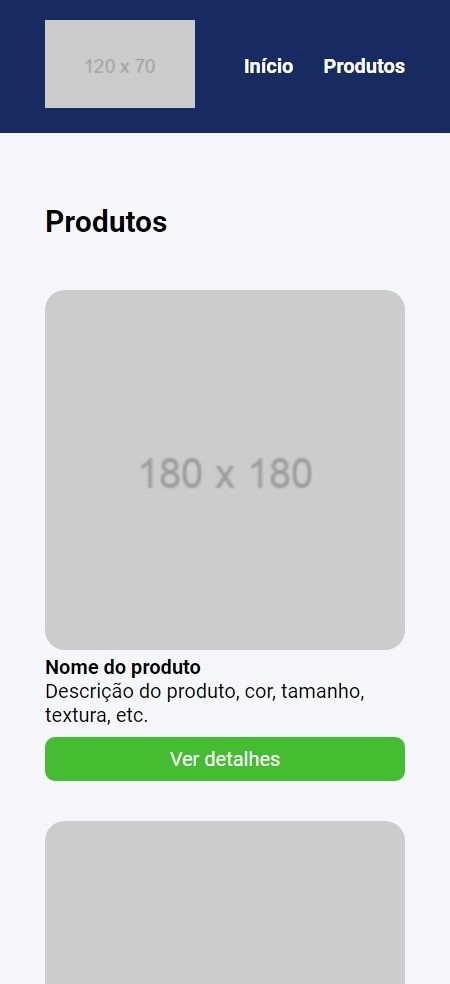 120 x 70
Início
Produtos
Produtos
180 x 180
Nome do produto
Descrição do produto, cor, tamanho,
textura, etc.
Ver detalhes